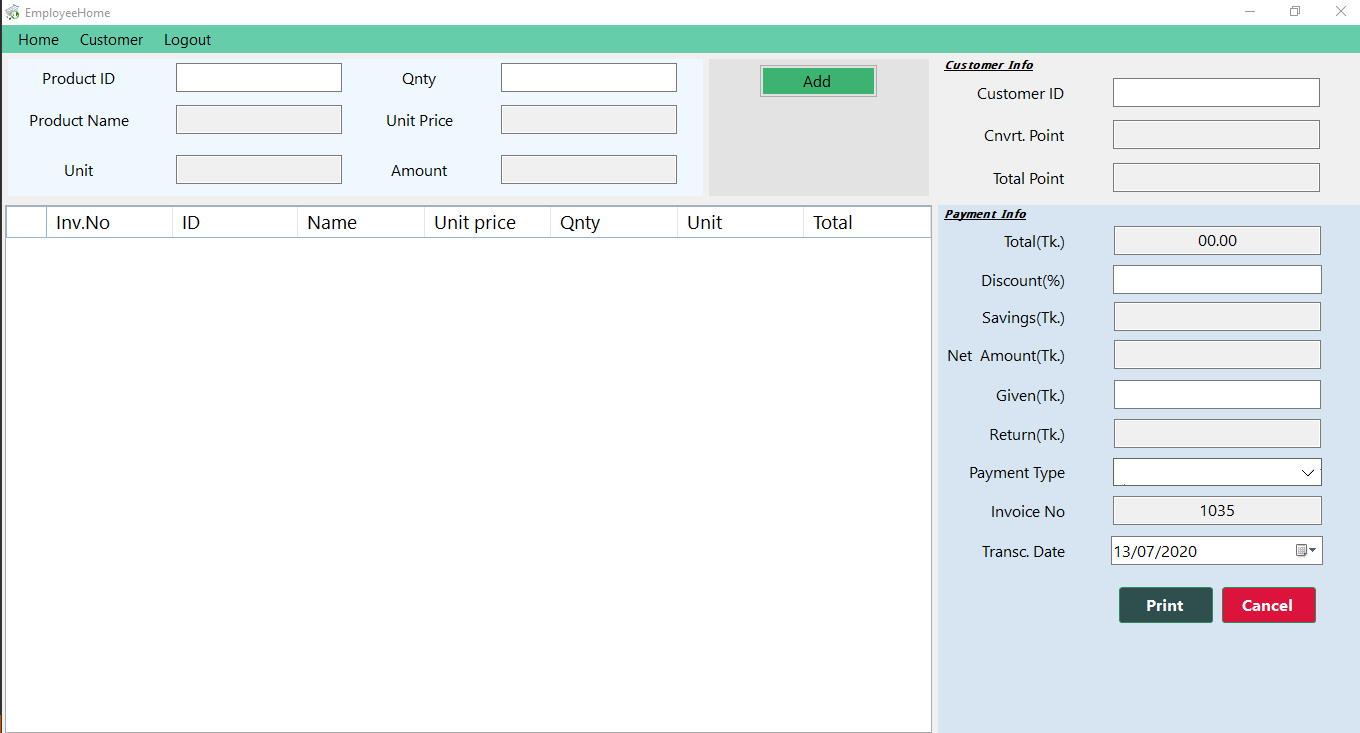 EmployeeHome
Home Customer Logout
Product ID Qnty Add
Product Name Unit Price
Unit Amount
Customer Info
Customer ID
Cnvrt. Point
Total Point
Inv.No ID Name Unit price Qnty Unit Total
Payment Info
Total(Tk.) 00.00
Discount(%)
Savings(Tk.)
Net Amount(Tk.)
Given(Tk.)
Return(Tk.)
Payment Type
Invoice No 1035
Transc. Date 13/07/2020
Print Cancel